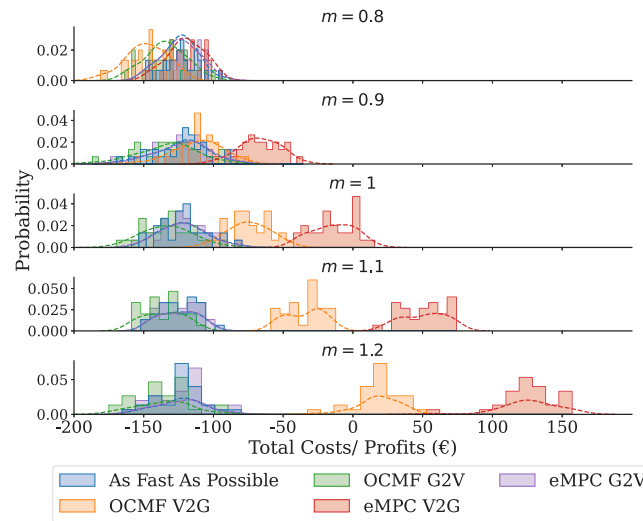 m = 0.8
0.02
0.00
m = 0.9
0.04
0.02
0.00
m = 1
0.04
0.02
0.00
m = 1.1
0.050
0.025
0.000
m = 1.2
0.05
0.00
Probability
-200 -150 -100 -50 0 50 100 150
Total Costs/ Profits (€)
As Fast As Possible OCMF G2V eMPC G2V
OCMF V2G eMPC V2G